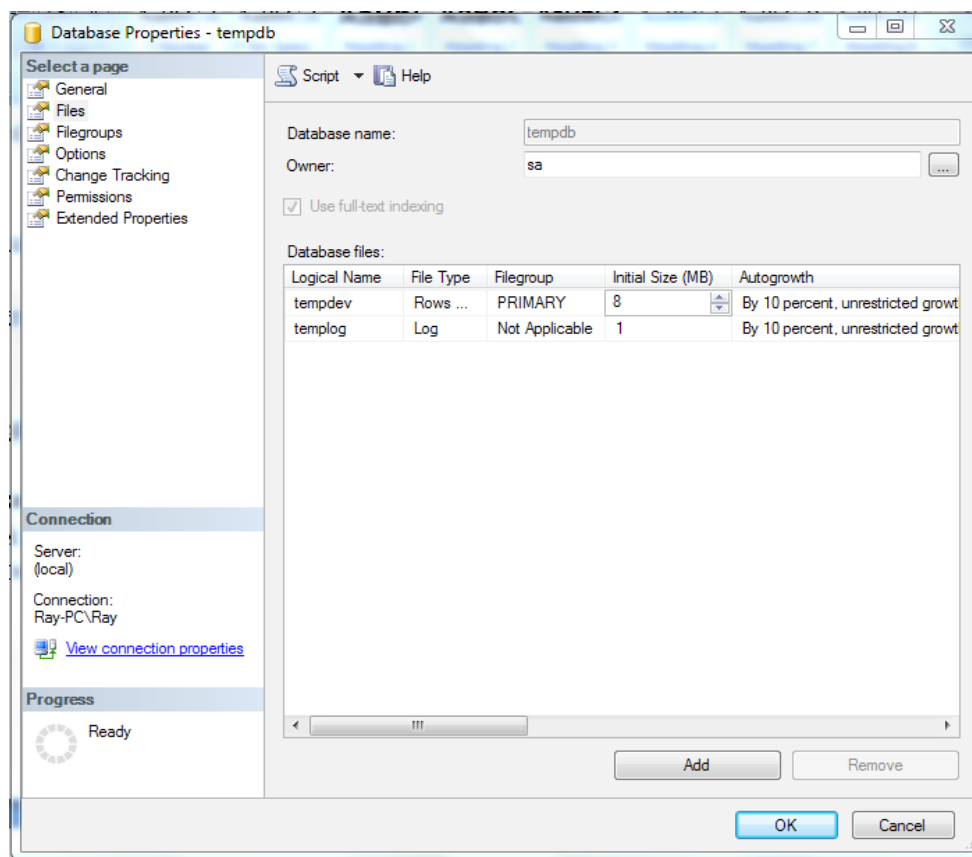 Database Properties - tempdb
Select a page
General
Files
Filegroups
Options
Change Tracking
Permissions
Extended Properties
Script Help
Database name: tempdb
Owner: sa ...
Use full-text indexing
Database files:
Logical Name File Type Filegroup Initial Size (MB) Autogrowth
tempdev Rows ... PRIMARY 8 By 10 percent, unrestricted growt
templog Log Not Applicable 1 By 10 percent, unrestricted growt
Connection
Server:
(local)
Connection:
Ray-PC\Ray
View connection properties
Progress
Ready
Add Remove
OK Cancel